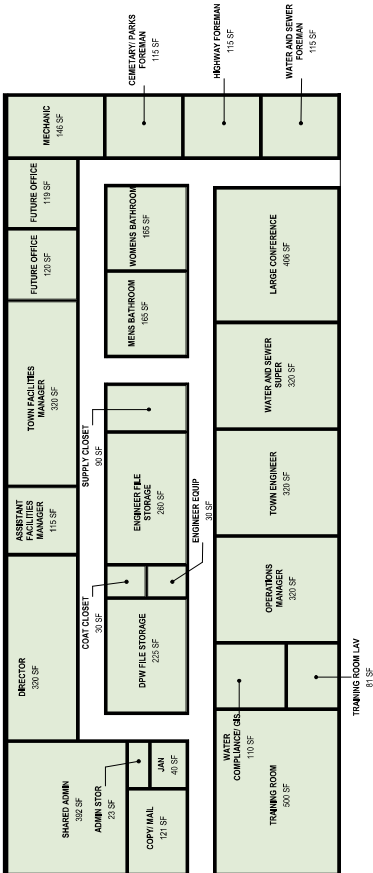 CEMETARY/ PARKS
FOREMAN
115 SF
HIGHWAY FOREMAN
115 SF
WATER AND SEWER
FOREMAN
115 SF
MECHANIC
146 SF
FUTURE OFFICE
119 SF
FUTURE OFFICE
120 SF
TOWN FACILITIES
MANAGER
320 SF
ASSISTANT
FACILITIES
MANAGER
115 SF
DIRECTOR
320 SF
SHARED ADMIN
392 SF
ADMIN STOR
23 SF
COPY/ MAIL
121 SF
JAN
40 SF
WOMENS BATHROOM
165 SF
MENS BATHROOM
165 SF
SUPPLY CLOSET
90 SF
ENGINEER FILE
STORAGE
260 SF
ENGINEER EQUIP
30 SF
COAT CLOSET
30 SF
DPW FILE STORAGE
225 SF
LARGE CONFERENCE
406 SF
WATER AND SEWER
SUPER
320 SF
TOWN ENGINEER
320 SF
OPERATIONS
MANAGER
320 SF
WATER
COMPLIANCE/ GIS
110 SF
TRAINING ROOM LAV
81 SF
TRAINING ROOM
500 SF